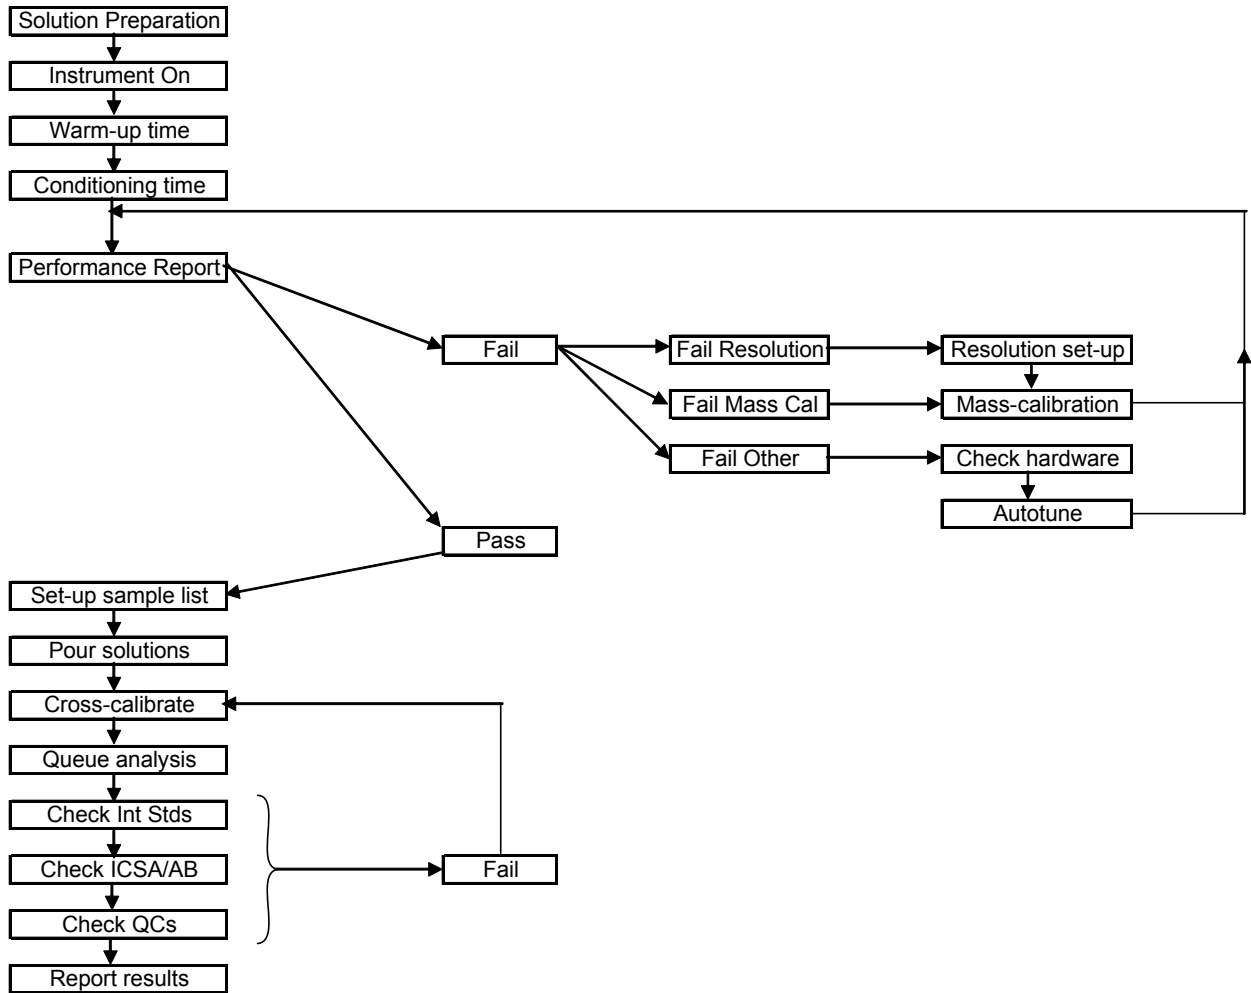 Solution Preparation
Instrument On
Warm-up time
Conditioning time
Performance Report
Fail
Fail Resolution
Resolution set-up
Fail Mass Cal
Mass-calibration
Fail Other
Check hardware
Autotune
Pass
Set-up sample list
Pour solutions
Cross-calibrate
Queue analysis
Check Int Stds
Check ICSA/AB
Fail
Check QCs
Report results